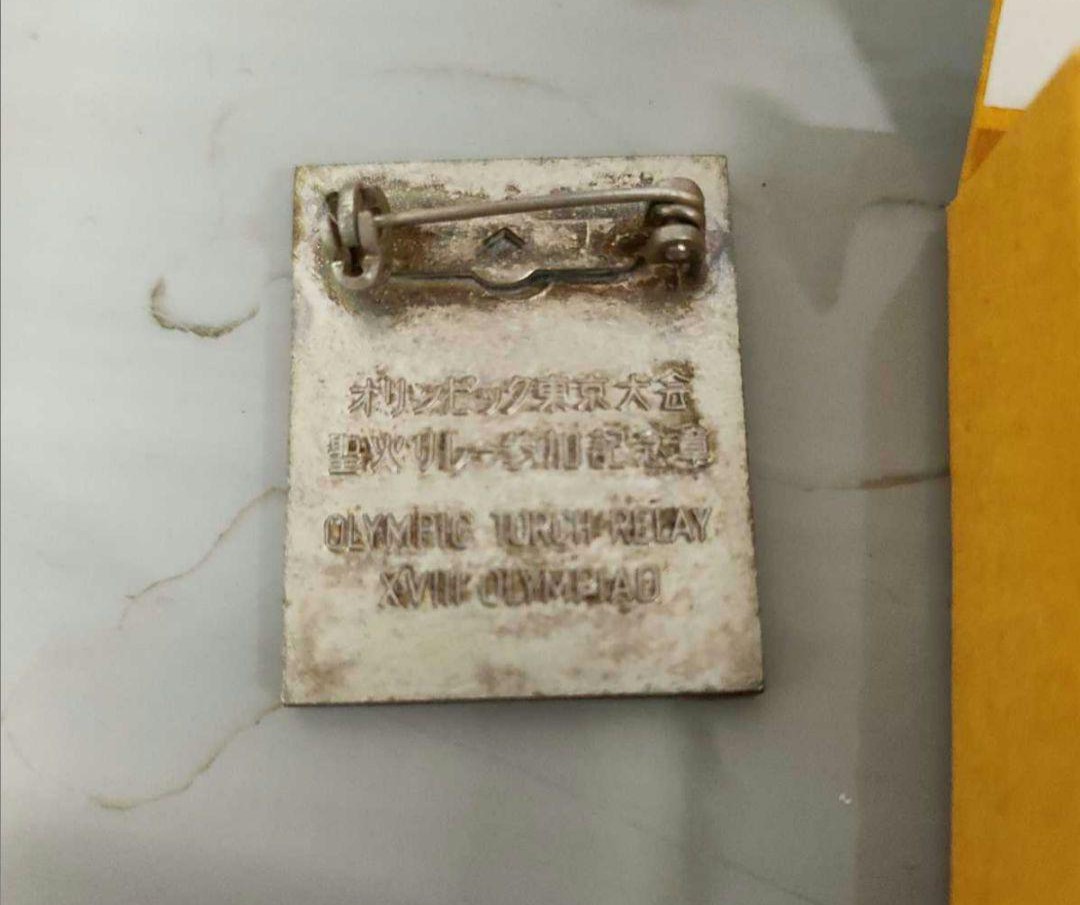 オリンピック東京大会
聖火リレー参加記念章
OLYMPIC TORCH RELAY
XVIII OLYMPIAD